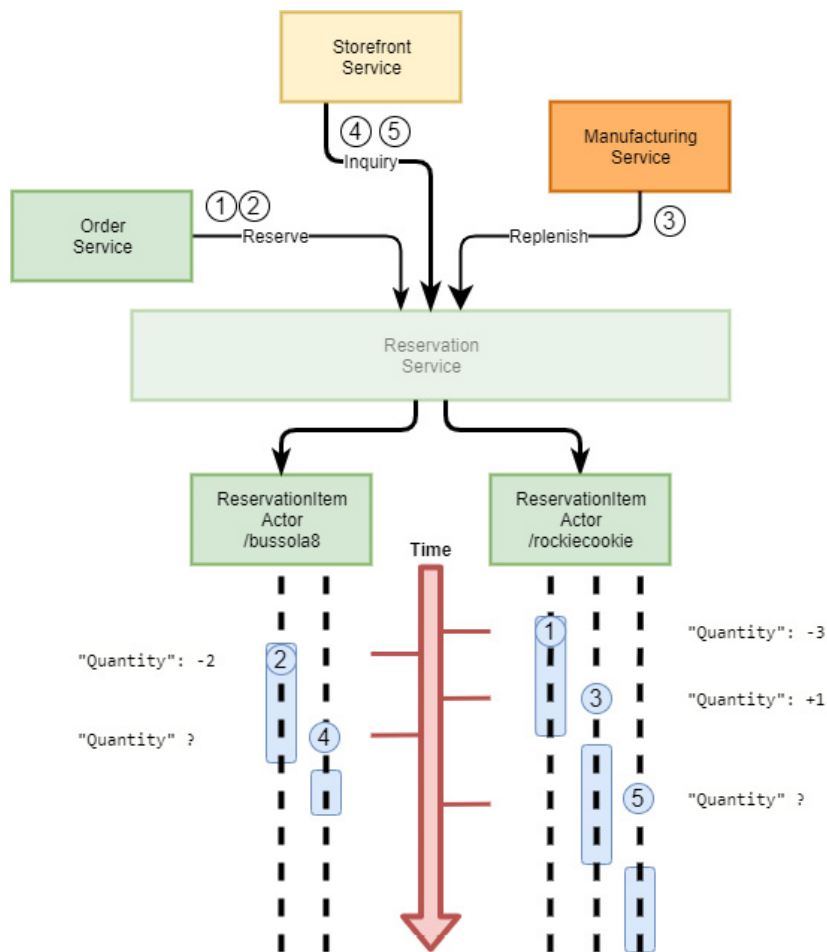 Storefront
Service
④ ⑤
Inquiry
Manufacturing
Service
③
Replenish
Order
Service
① ②
Reserve
Reservation
Service
ReservationItem
Actor
/bussola8
ReservationItem
Actor
/rockiecookie
Time
① "Quantity": -3
"Quantity": -2 ②
③ "Quantity": +1
"Quantity" ? ④
⑤ "Quantity" ?